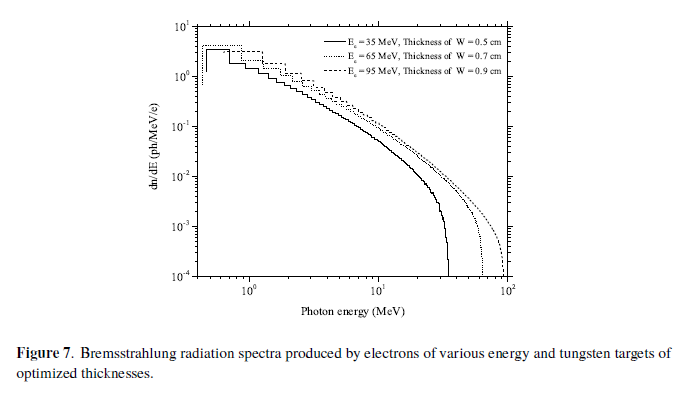 10¹
10⁰
10⁻¹
10⁻²
10⁻³
10⁻⁴
dn/dE (ph/MeV/e)
Eₑ =35 MeV, Thickness of W =0.5 cm
Eₑ =65 MeV, Thickness of W =0.7 cm
Eₑ =95 MeV, Thickness of W =0.9 cm
10⁰ 10¹ 10²
Photon energy (MeV)
Figure 7. Bremsstrahlung radiation spectra produced by electrons of various energy and tungsten targets of
optimized thicknesses.